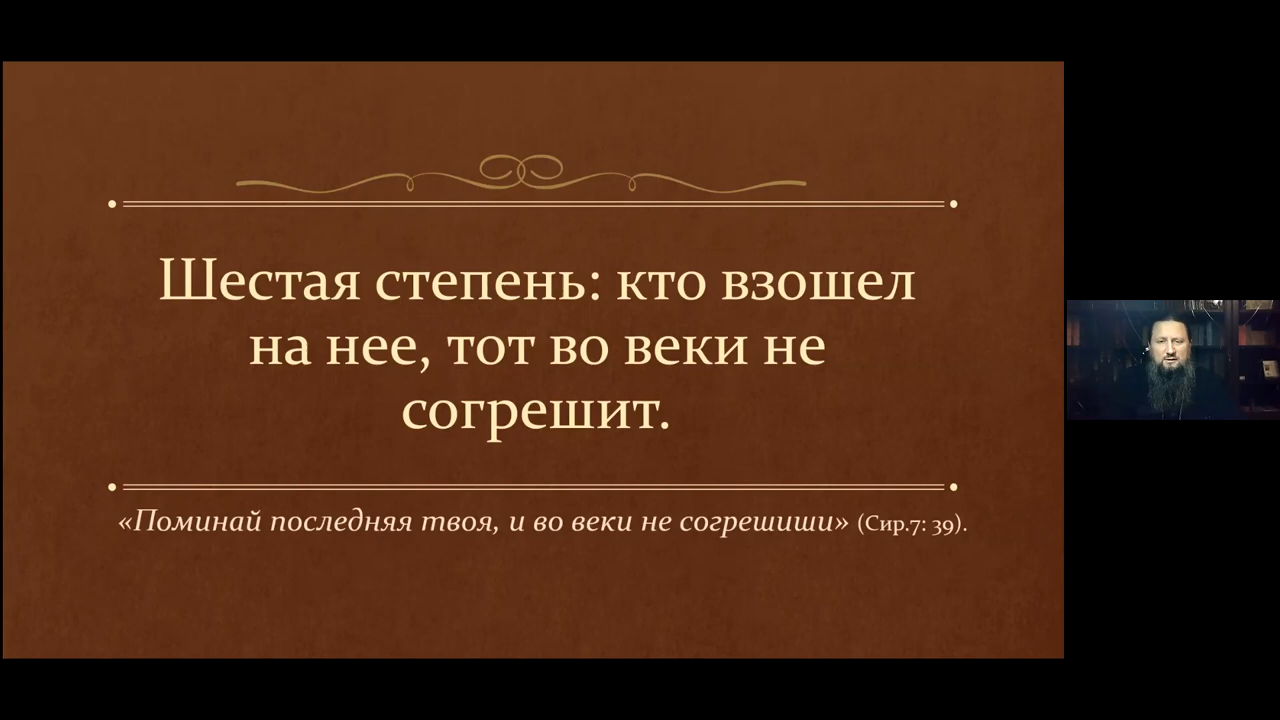 Шестая степень: кто взошел
на нее, тот во веки не
согрешит.
«Поминай последняя твоя, и во веки не согрешиши» (Сир.7: 39).